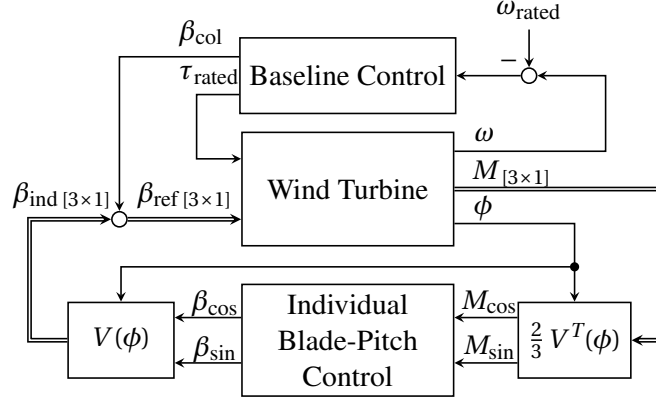 ω_rated
β_col
−
Baseline Control
τ_rated
ω
M_[3×1]
Wind Turbine
β_ind [3×1]
β_ref [3×1]
ϕ
β_cos
Individual
Blade-Pitch
Control
M_cos
V(ϕ)
2/3 V^T(ϕ)
β_sin
M_sin